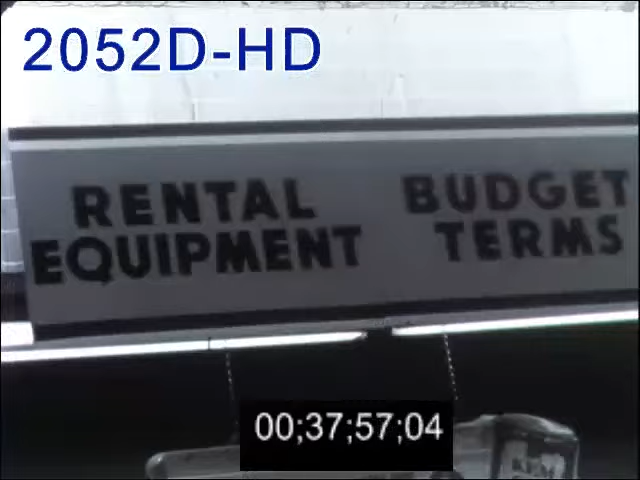 2052D-HD
RENTAL
EQUIPMENT
BUDGET
TERMS
00;37;57;04